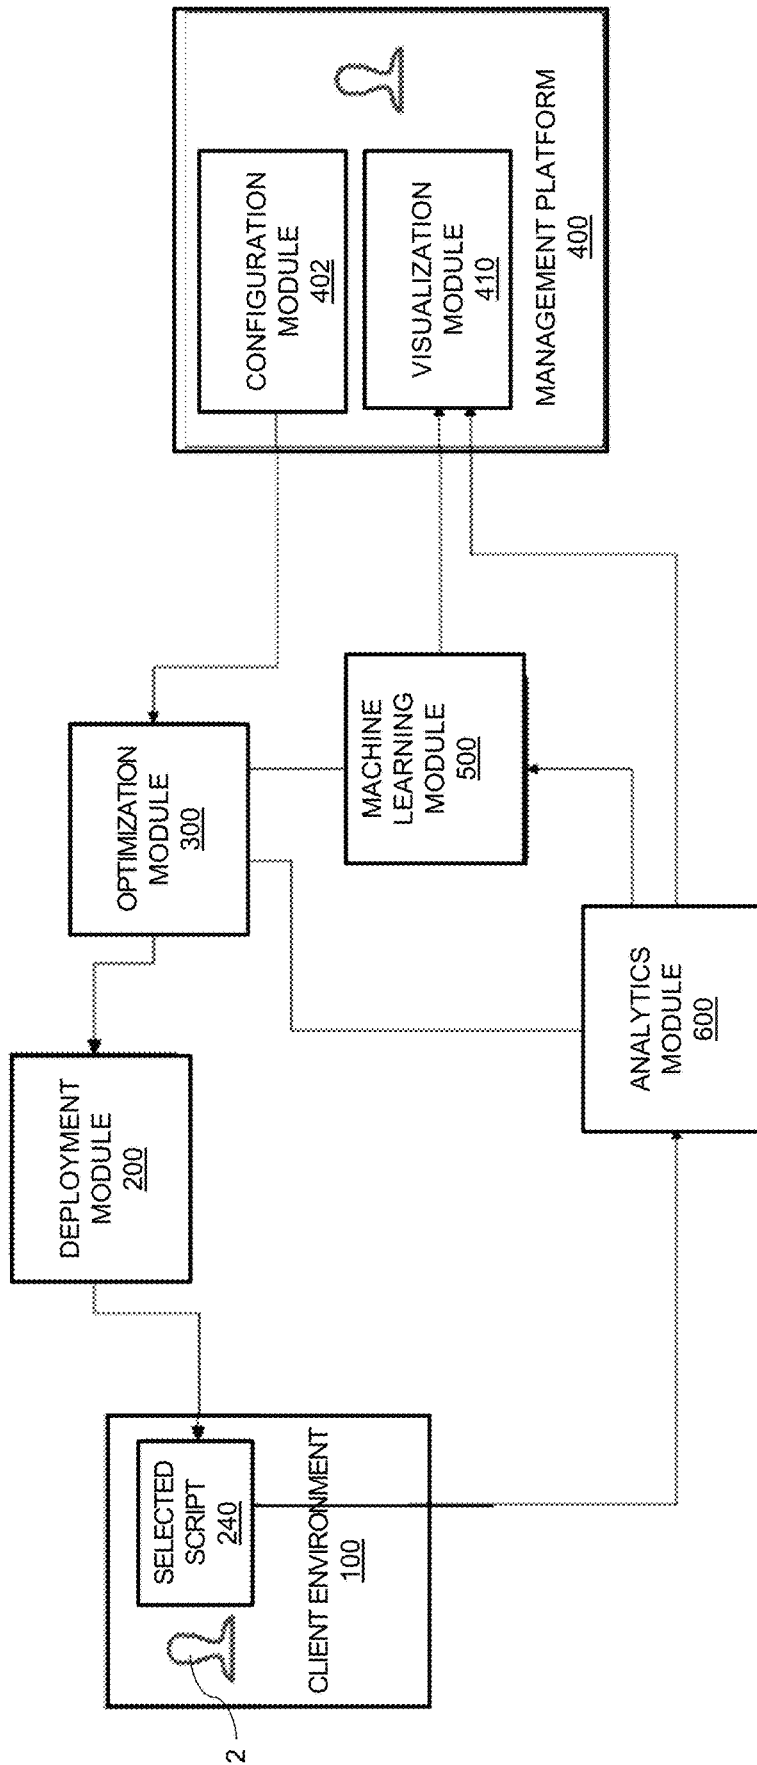 2
SELECTED
SCRIPT
240
CLIENT ENVIRONMENT
100
DEPLOYMENT
MODULE
200
OPTIMIZATION
MODULE
300
MACHINE
LEARNING
MODULE
500
ANALYTICS
MODULE
600
CONFIGURATION
MODULE
402
VISUALIZATION
MODULE
410
MANAGEMENT PLATFORM
400